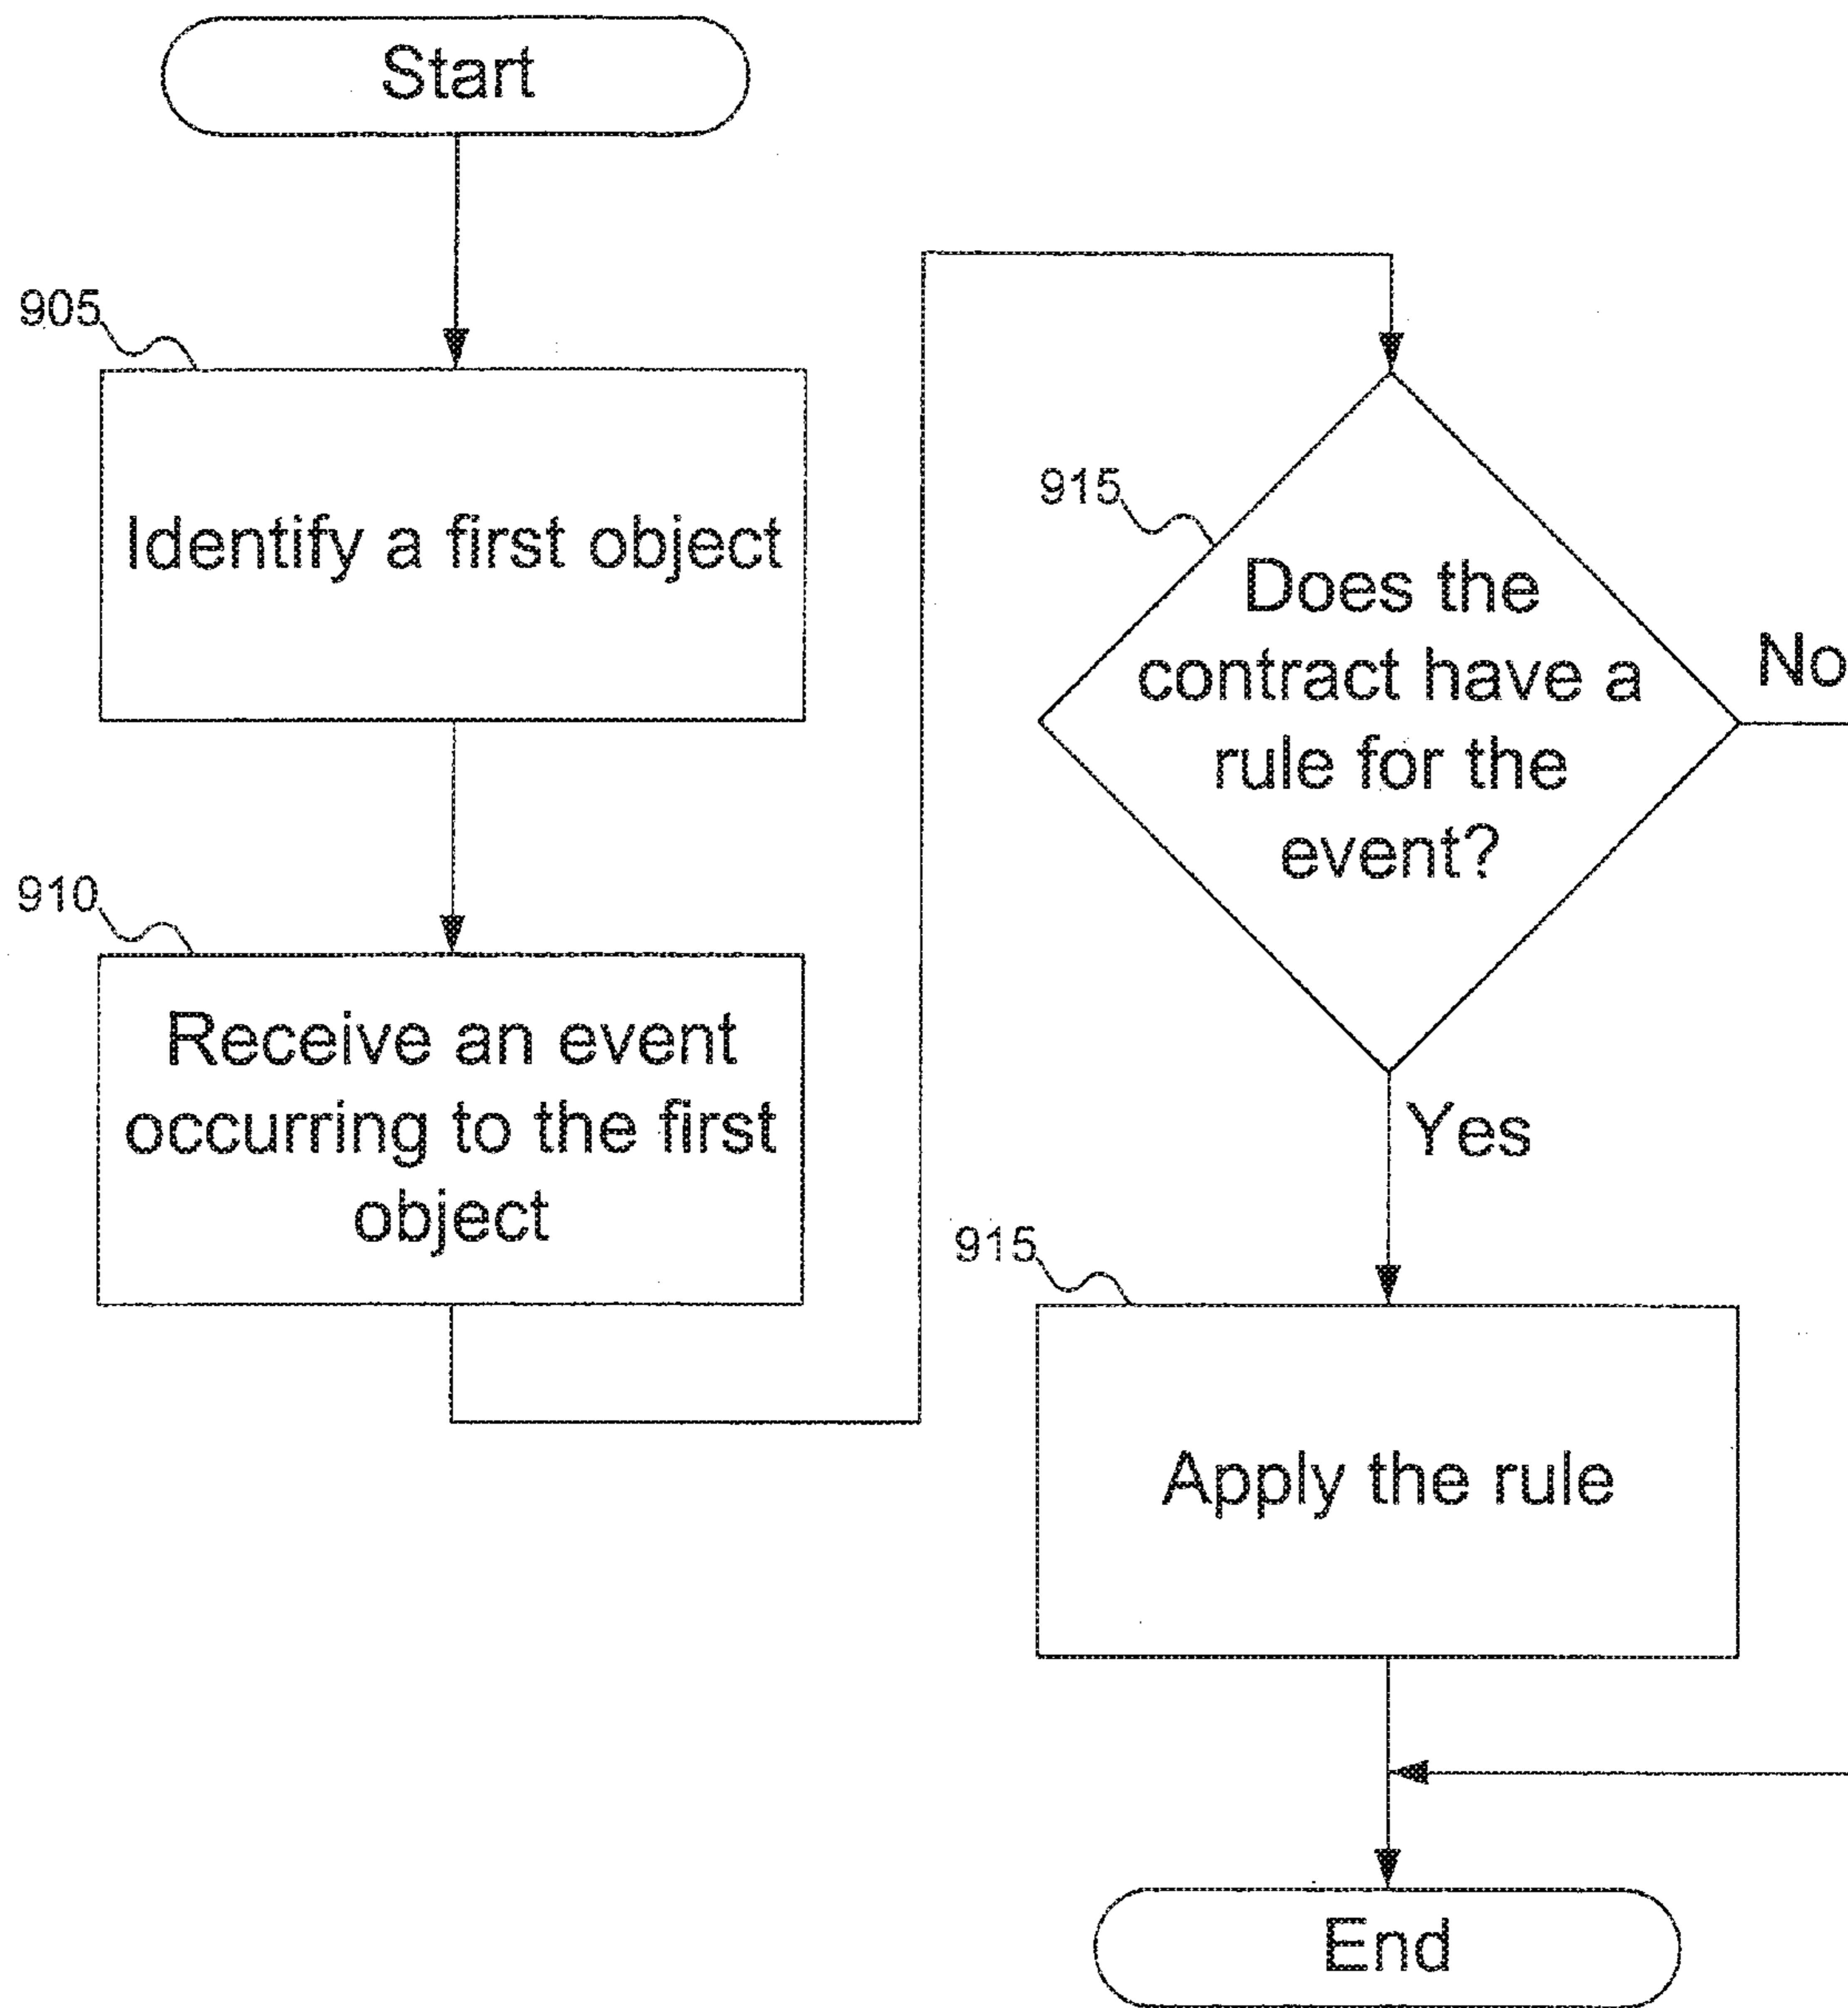 Start
905
Identify a first object
910
Receive an event
occurring to the first
object
915
Does the
contract have a
rule for the
event?
No
Yes
915
Apply the rule
End